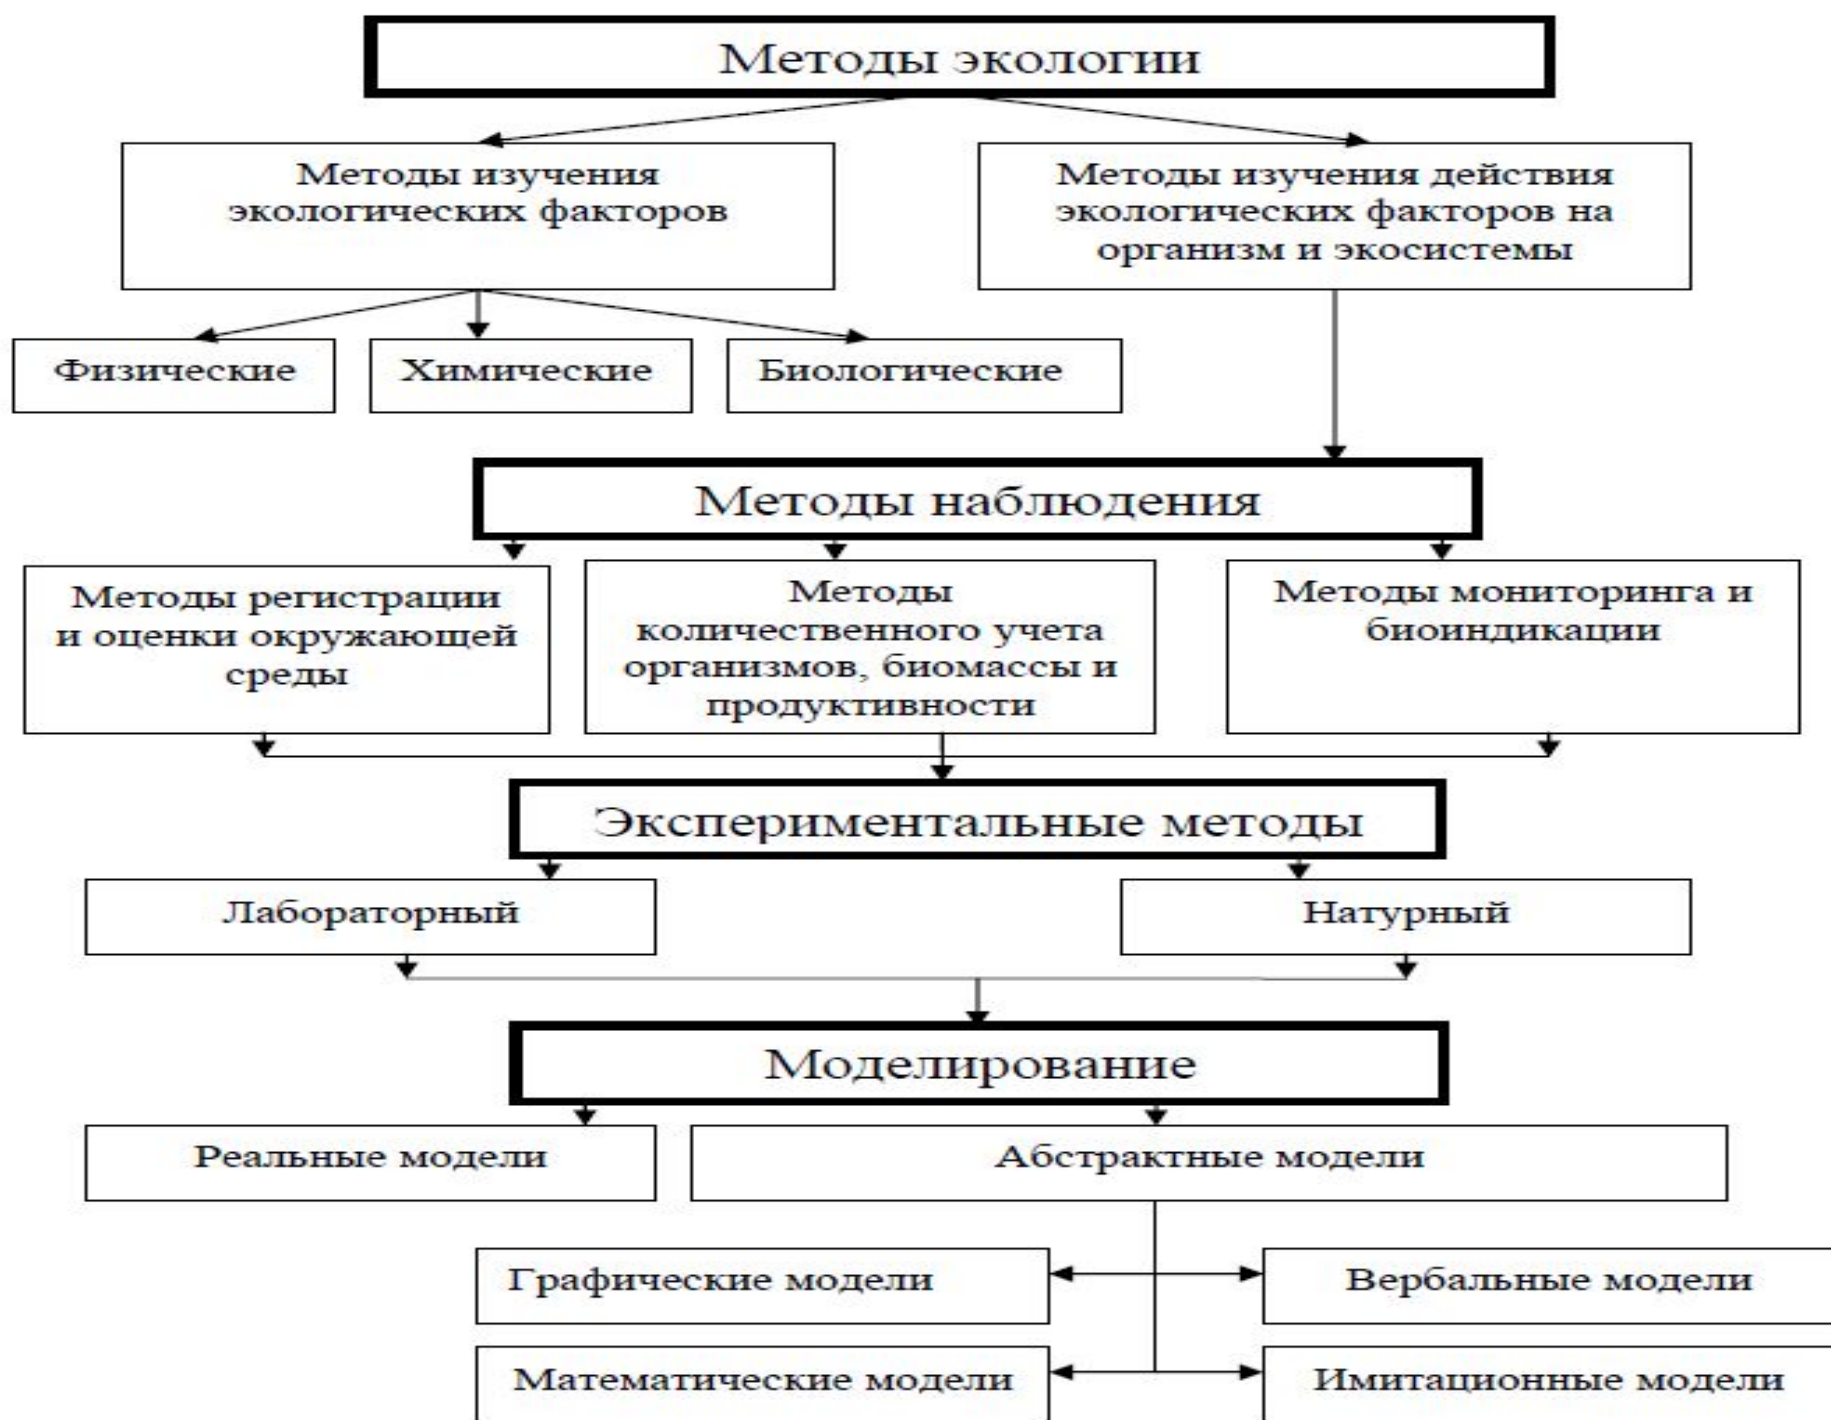 Методы экологии
Методы изучения
экологических факторов
Методы изучения действия
экологических факторов на
организм и экосистемы
Физические
Химические
Биологические
Методы наблюдения
Методы регистрации
и оценки окружающей
среды
Методы
количественного учета
организмов, биомассы и
продуктивности
Методы мониторинга и
биоиндикации
Экспериментальные методы
Лабораторный
Натурный
Моделирование
Реальные модели
Абстрактные модели
Графические модели
Вербальные модели
Математические модели
Имитационные модели